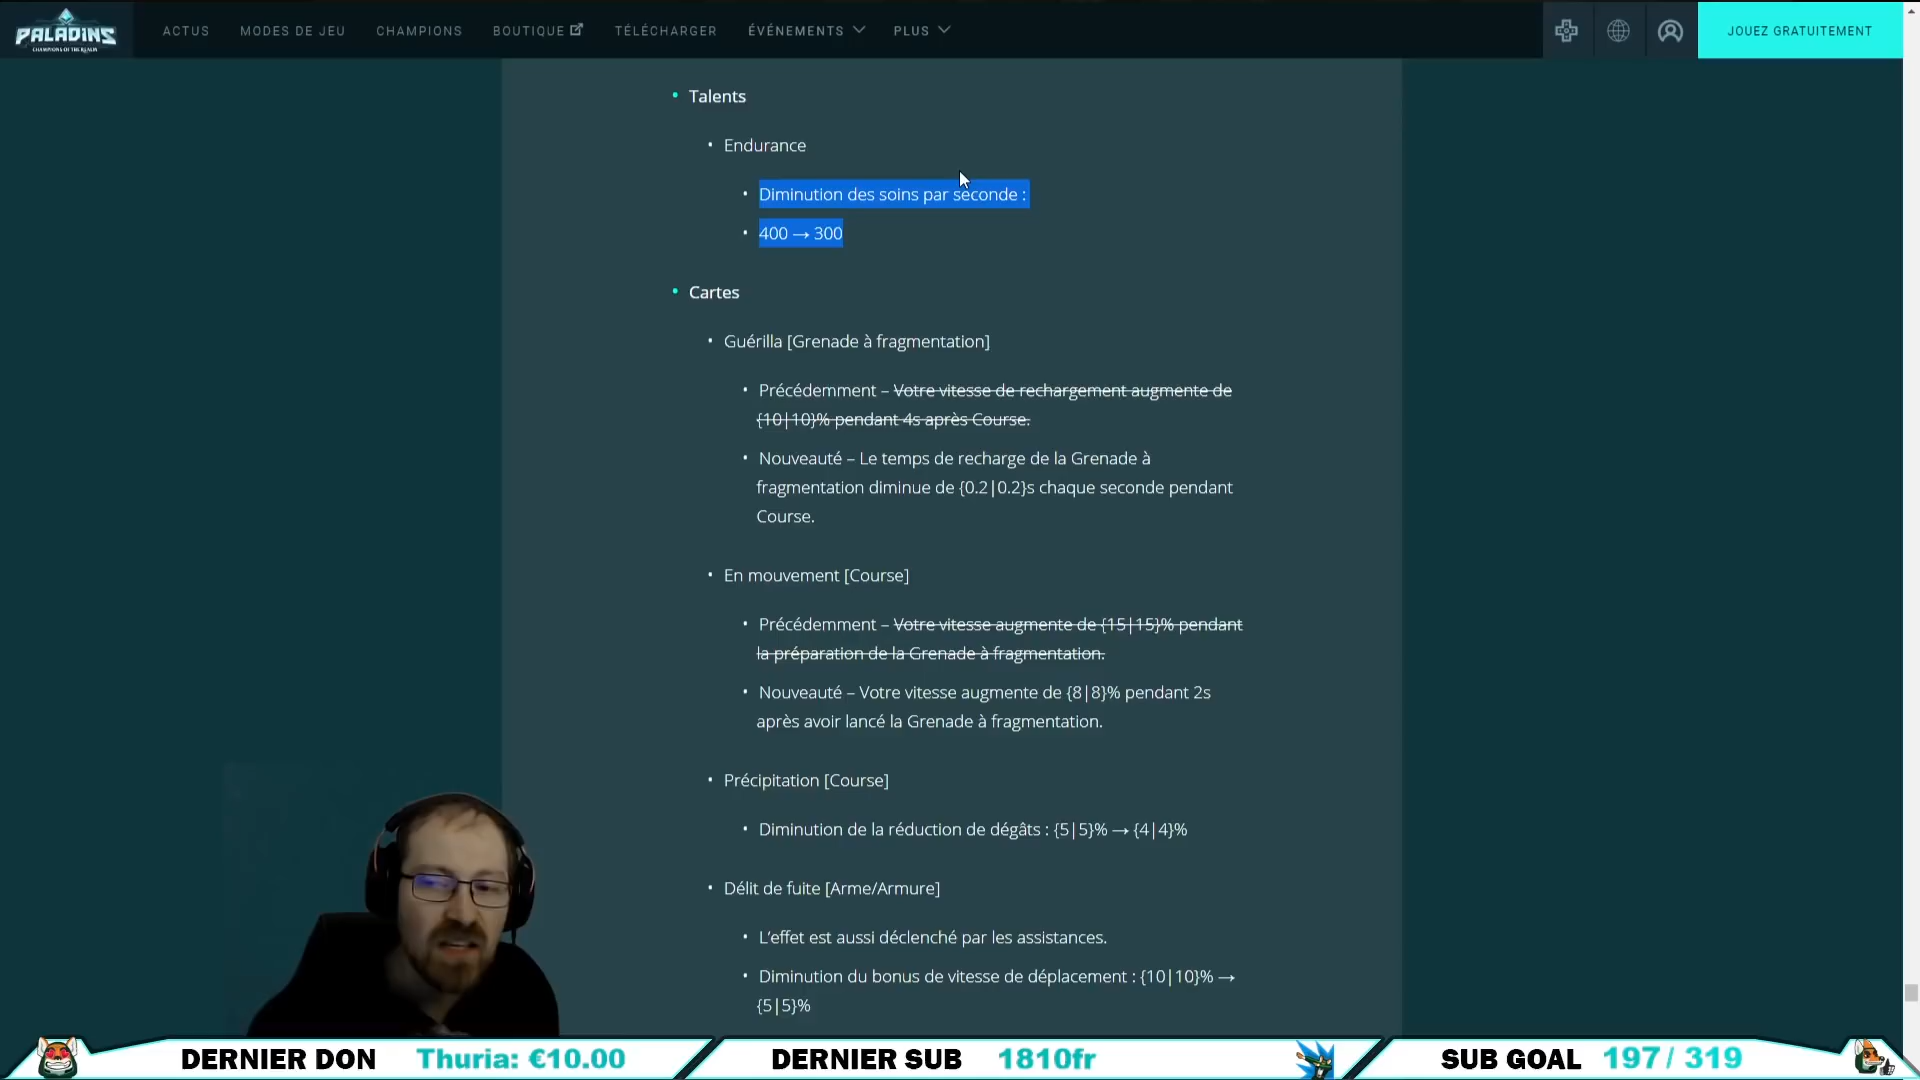 PALADINS
CHAMPIONS OF THE REALM
ACTUS
MODES DE JEU
CHAMPIONS
BOUTIQUE
TÉLÉCHARGER
ÉVÉNEMENTS
PLUS
JOUEZ GRATUITEMENT
• Talents
• Endurance
• Diminution des soins par seconde :
• 400 → 300
• Cartes
• Guérilla [Grenade à fragmentation]
• Précédemment – Votre vitesse de rechargement augmente de
{10|10}% pendant 4s après Course.
• Nouveauté – Le temps de recharge de la Grenade à
fragmentation diminue de {0.2|0.2}s chaque seconde pendant
Course.
• En mouvement [Course]
• Précédemment – Votre vitesse augmente de {15|15}% pendant
la préparation de la Grenade à fragmentation.
• Nouveauté – Votre vitesse augmente de {8|8}% pendant 2s
après avoir lancé la Grenade à fragmentation.
• Précipitation [Course]
• Diminution de la réduction de dégâts : {5|5}% → {4|4}%
• Délit de fuite [Arme/Armure]
• L’effet est aussi déclenché par les assistances.
• Diminution du bonus de vitesse de déplacement : {10|10}% →
{5|5}%
DERNIER DON Thuria: €10.00
DERNIER SUB 1810fr
SUB GOAL 197 / 319